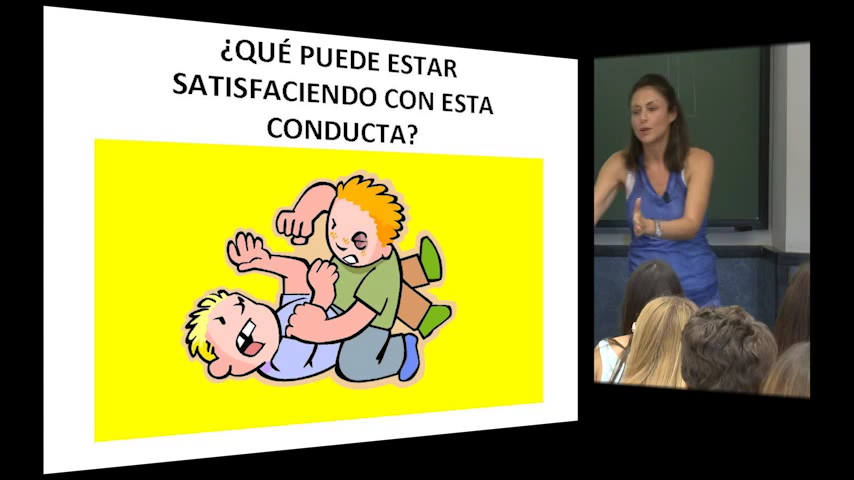 ¿QUÉ PUEDE ESTAR
SATISFACIENDO CON ESTA
CONDUCTA?